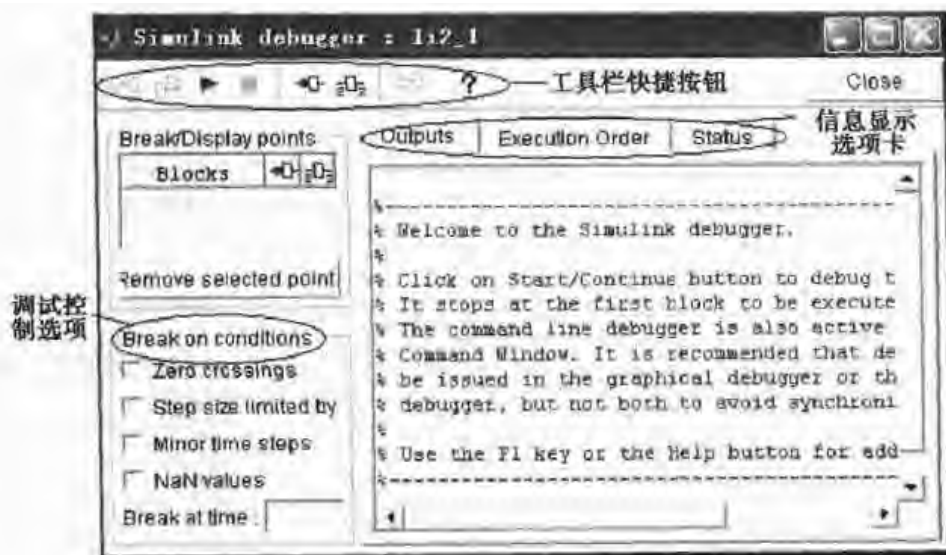 Simulink debugger : li2_1
?
工具栏快捷按钮
Close
信息显示
选项卡
Break/Display points
Blocks
Remove selected point
调试控
制选项
Break on conditions
Zero crossings
Step size limited by
Minor time steps
NaN values
Break at time :
Outputs
Execution Order
Status
%--------------------------------------------
% Welcome to the Simulink debugger.
%
% Click on Start/Continue button to debug t
% It stops at the first block to be execute
% The command line debugger is also active
% Command Window. It is recommended that de
% be issued in the graphical debugger or th
% debugger, but not both to avoid synchroni
%
% Use the F1 key or the Help button for add
%--------------------------------------------